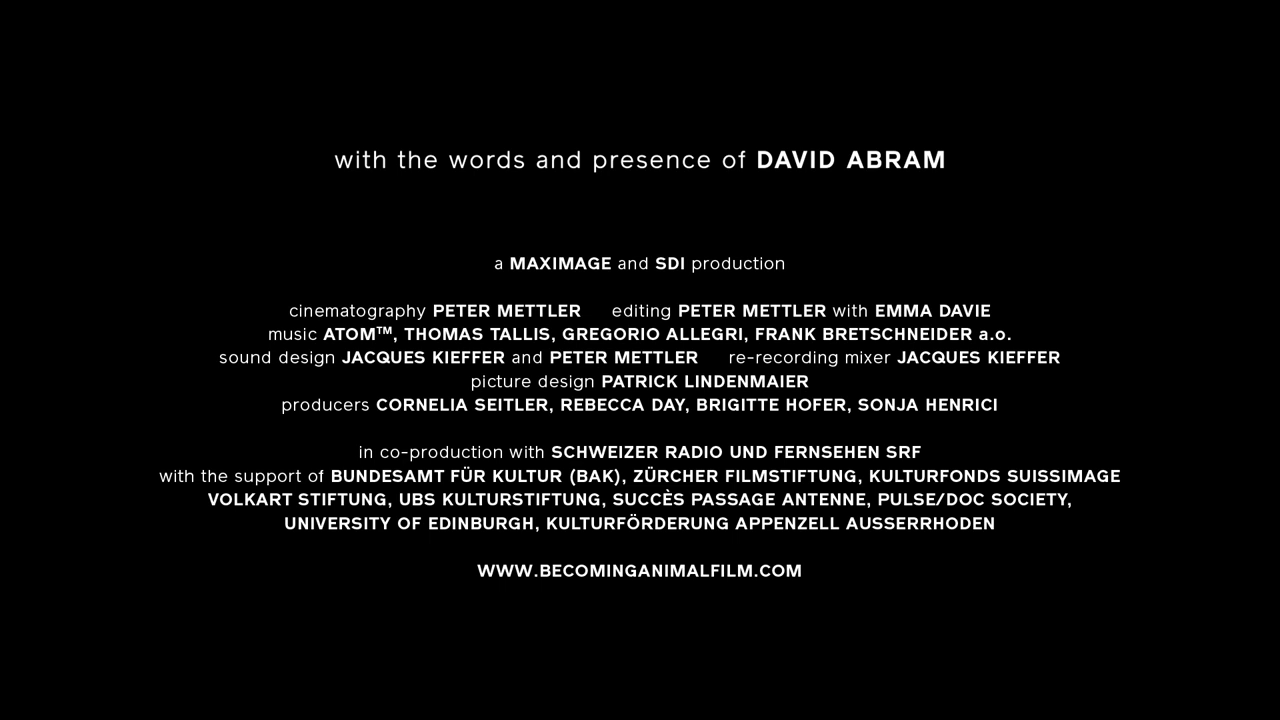 with the words and presence of DAVID ABRAM
a MAXIMAGE and SDI production
cinematography PETER METTLER editing PETER METTLER with EMMA DAVIE
music ATOM™, THOMAS TALLIS, GREGORIO ALLEGRI, FRANK BRETSCHNEIDER a.o.
sound design JACQUES KIEFFER and PETER METTLER re-recording mixer JACQUES KIEFFER
picture design PATRICK LINDENMAIER
producers CORNELIA SEITLER, REBECCA DAY, BRIGITTE HOFER, SONJA HENRICI
in co-production with SCHWEIZER RADIO UND FERNSEHEN SRF
with the support of BUNDESAMT FÜR KULTUR (BAK), ZÜRCHER FILMSTIFTUNG, KULTURFONDS SUISSIMAGE
VOLKART STIFTUNG, UBS KULTURSTIFTUNG, SUCCÈS PASSAGE ANTENNE, PULSE/DOC SOCIETY,
UNIVERSITY OF EDINBURGH, KULTURFÖRDERUNG APPENZELL AUSSERRHODEN
WWW.BECOMINGANIMALFILM.COM